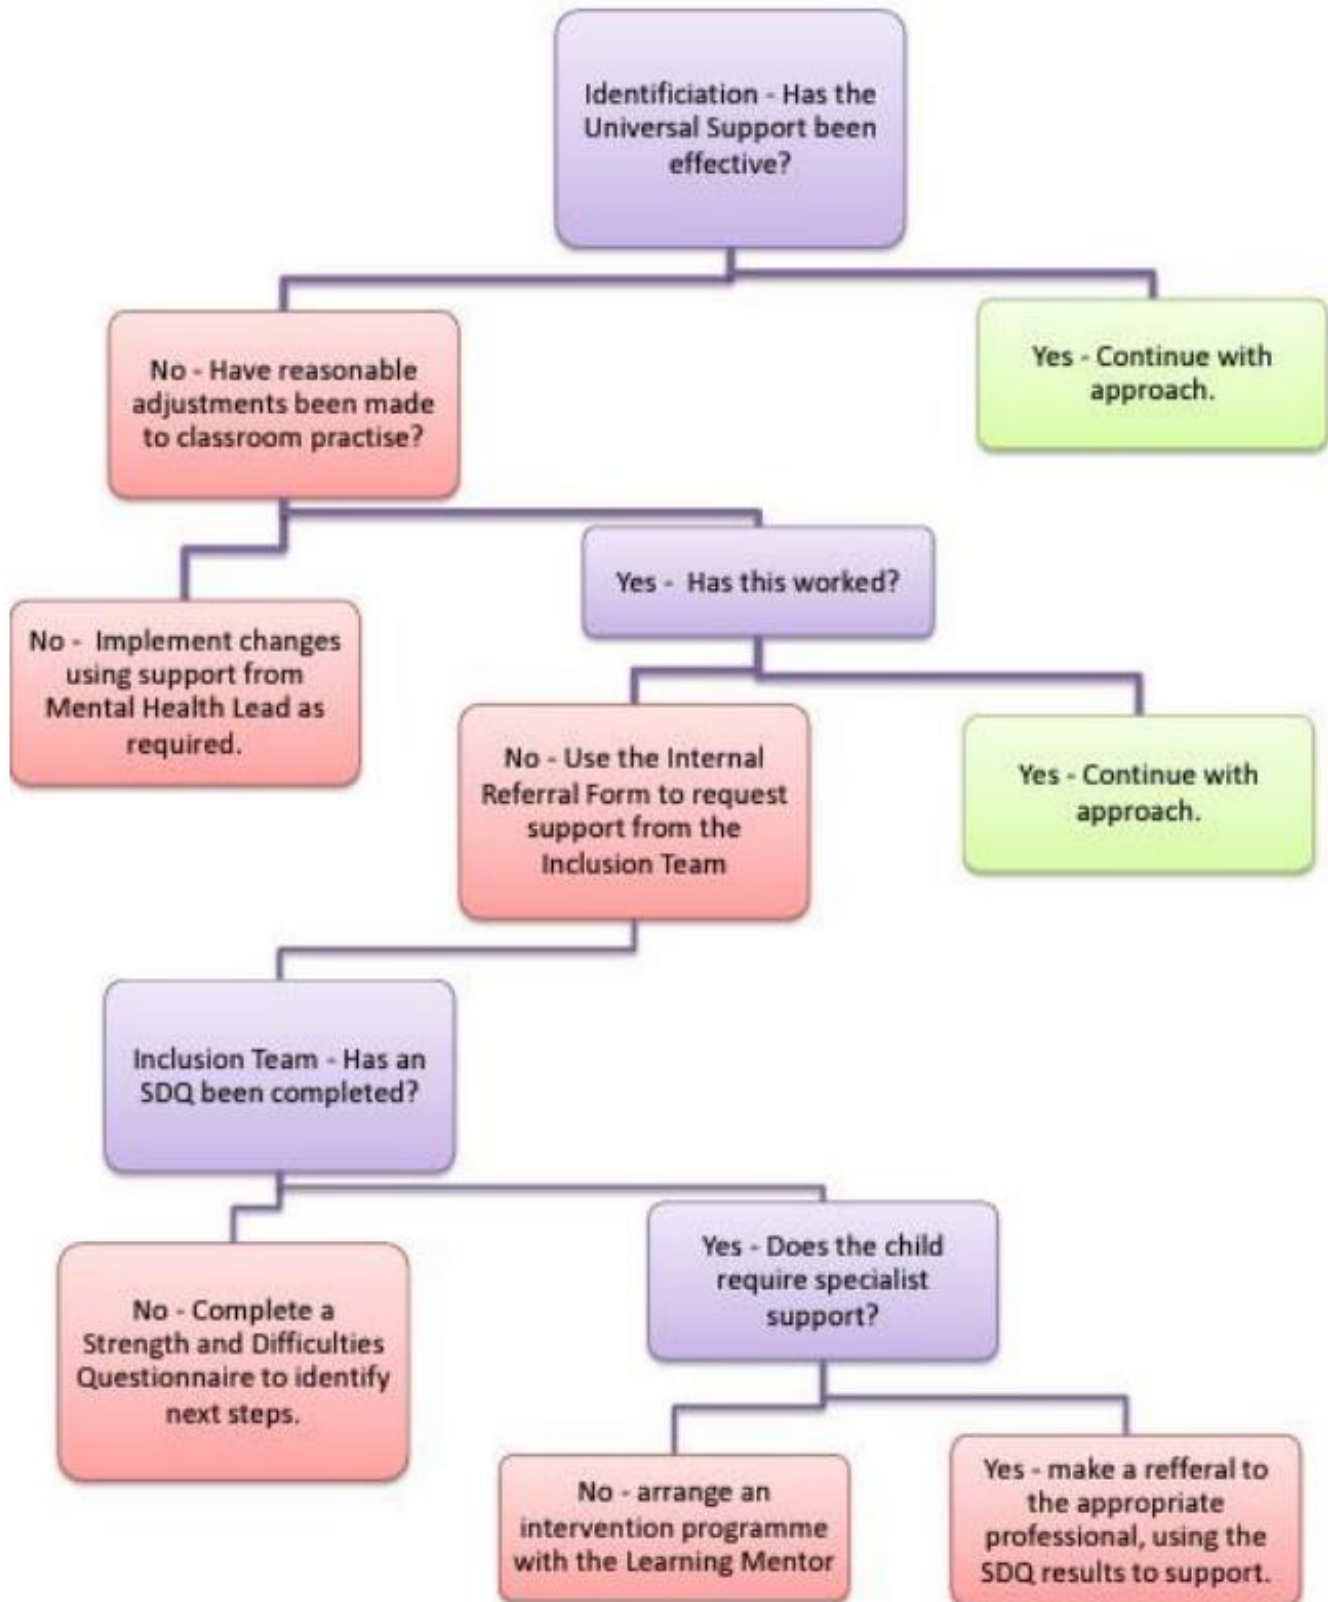 Identificiation - Has the
Universal Support been
effective?
No - Have reasonable
adjustments been made
to classroom practise?
Yes - Continue with
approach.
No -  Implement changes
using support from
Mental Health Lead as
required.
Yes -  Has this worked?
No - Use the Internal
Referral Form to request
support from the
Inclusion Team
Yes - Continue with
approach.
Inclusion Team - Has an
SDQ been completed?
No - Complete a
Strength and Difficulties
Questionnaire to identify
next steps.
Yes - Does the child
require specialist
support?
No - arrange an
intervention programme
with the Learning Mentor
Yes - make a refferal to
the appropriate
professional, using the
SDQ results to support.